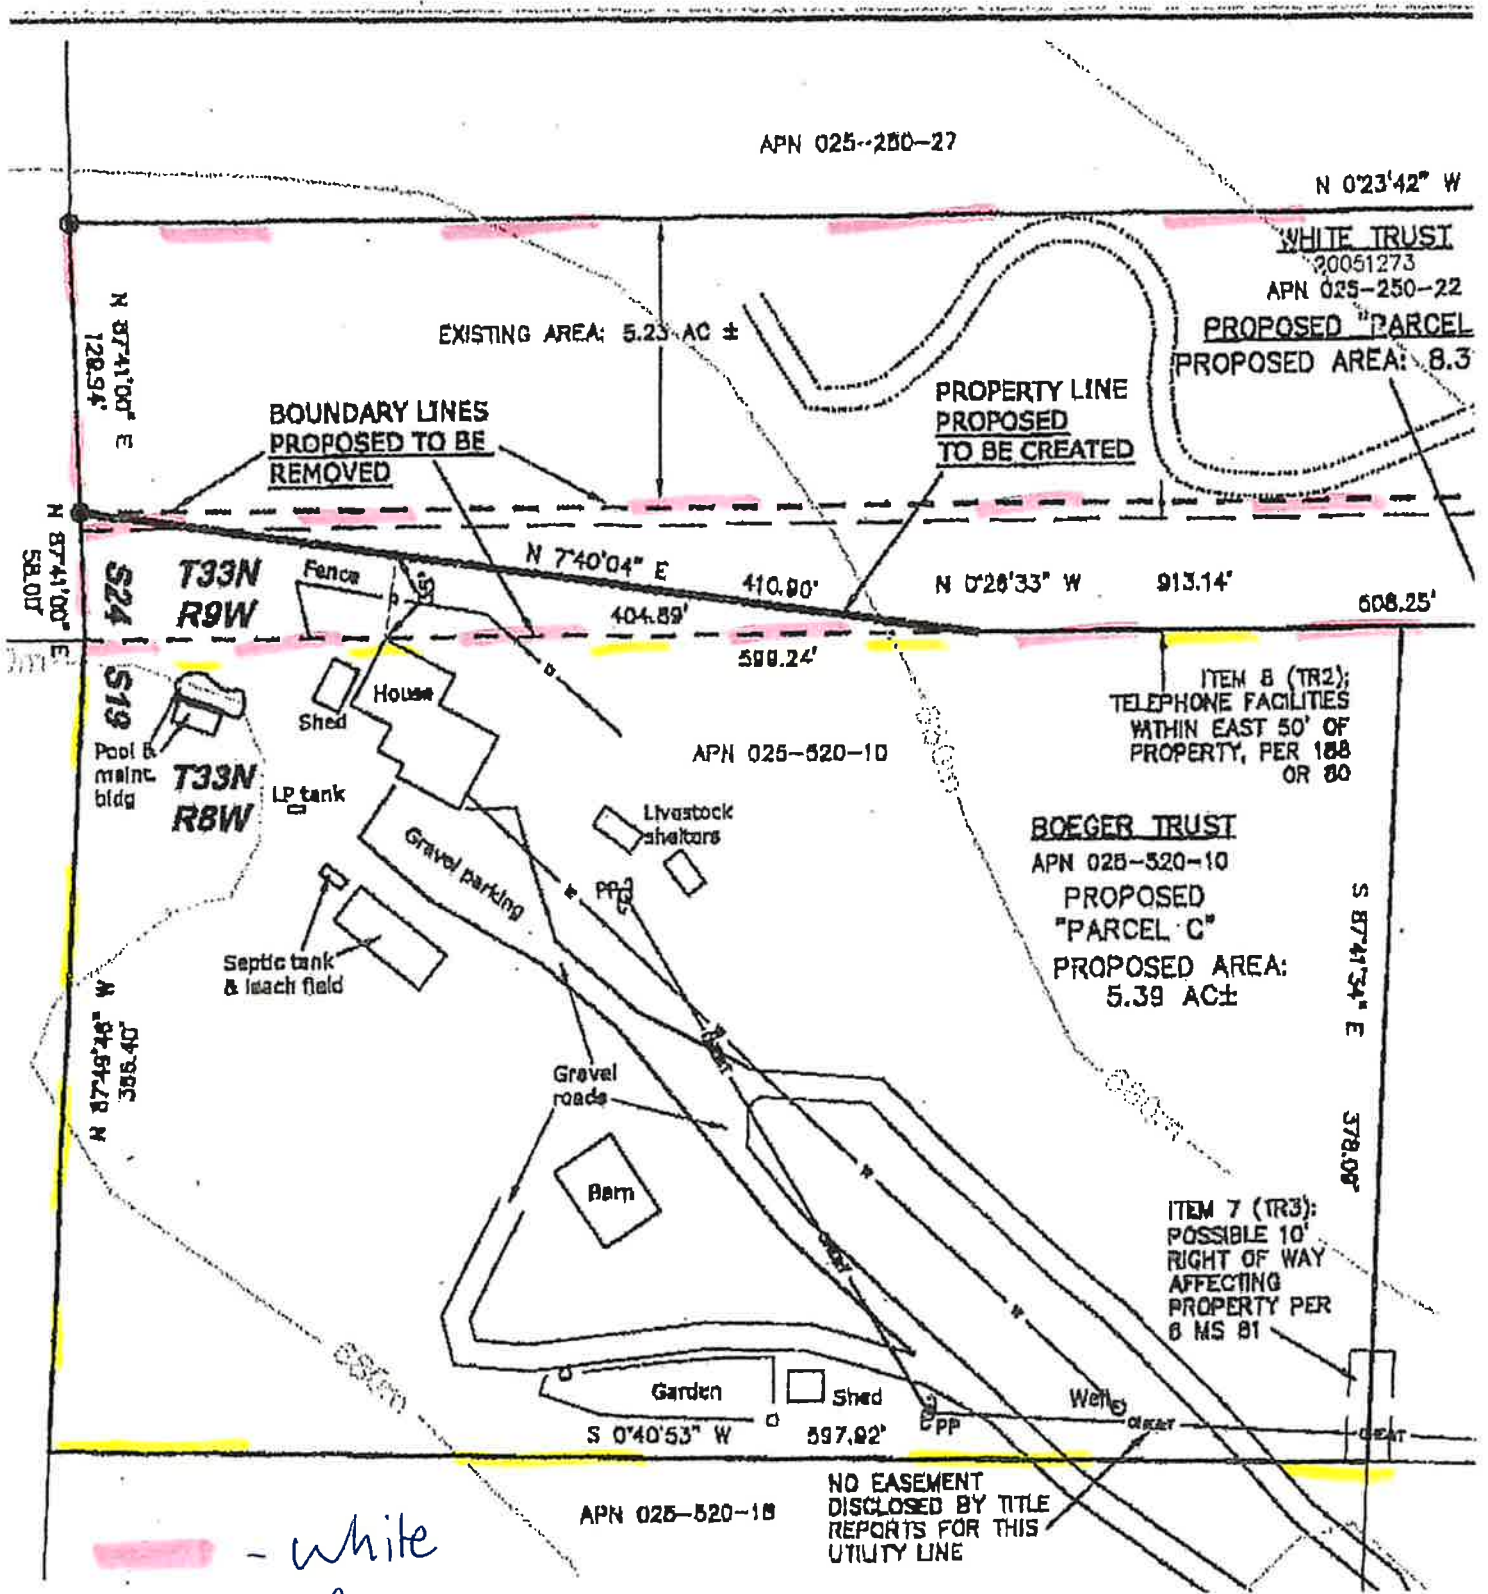 APN 025-250-27
N 0°23'42" W
WHITE TRUST
20051273
APN 025-250-22
PROPOSED "PARCEL
PROPOSED AREA: 8.3
EXISTING AREA: 5.23 AC ±
N 87°41'00" E
129.94'
BOUNDARY LINES
PROPOSED TO BE
REMOVED
PROPERTY LINE
PROPOSED
TO BE CREATED
N 87°41'00" E
58.00'
S24
T33N
R9W
Fence
N 7°40'04" E
410.90'
404.89'
N 0°26'33" W
913.14'
608.25'
599.24'
S19
T33N
R8W
Pool &
maint.
bldg
Shed
House
LP tank
APN 025-520-10
ITEM 8 (TR2);
TELEPHONE FACILITIES
WITHIN EAST 50' OF
PROPERTY, PER 188
OR 80
Livestock
shelters
Gravel parking
PP
BOEGER TRUST
APN 025-520-10
PROPOSED
"PARCEL C"
PROPOSED AREA:
5.39 AC±
S 87°41'34" E
378.09'
Septic tank
& leach field
385.40'
Gravel
roads
Barn
W
W
W
W
680m
685m
ITEM 7 (TR3):
POSSIBLE 10'
RIGHT OF WAY
AFFECTING
PROPERTY PER
6 MS 81
Garden
Shed
PP
Well
S 0°40'53" W
597.92'
NO EASEMENT
DISCLOSED BY TITLE
REPORTS FOR THIS
UTILITY LINE
APN 025-520-18
- White